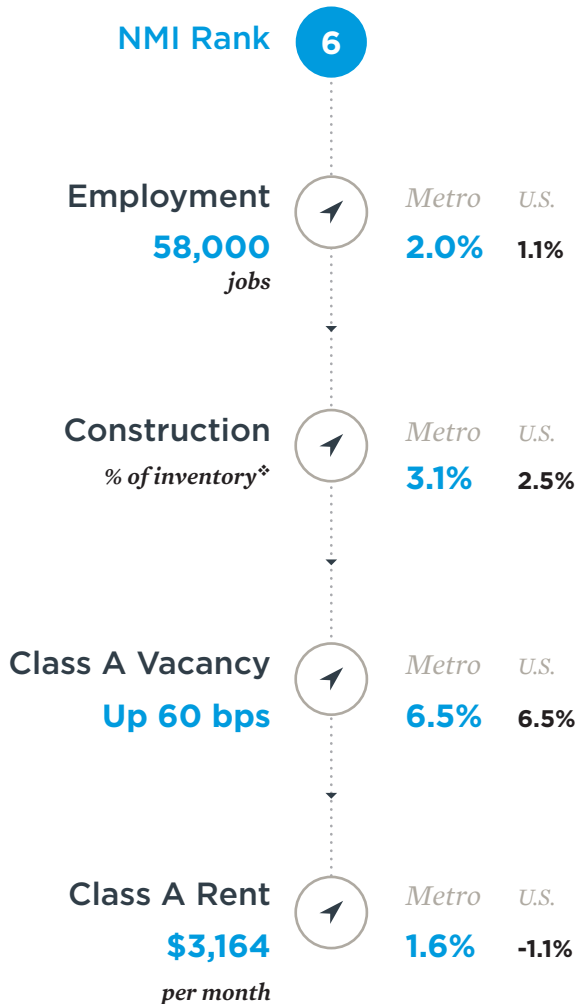 NMI Rank 6
Employment Metro U.S.
58,000 2.0% 1.1%
jobs
Construction Metro U.S.
% of inventory❖ 3.1% 2.5%
Class A Vacancy Metro U.S.
Up 60 bps 6.5% 6.5%
Class A Rent Metro U.S.
$3,164 1.6% -1.1%
per month